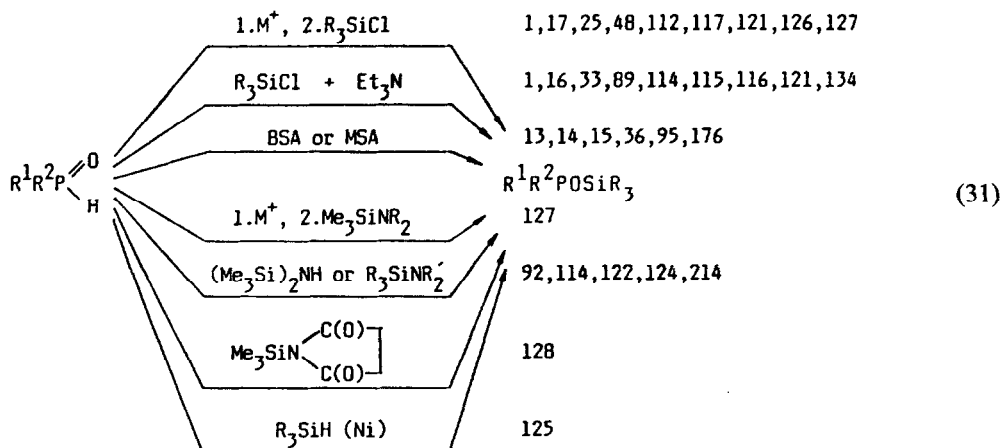 1.M⁺, 2.R₃SiCl 1,17,25,48,112,117,121,126,127
R₃SiCl + Et₃N 1,16,33,89,114,115,116,121,134
BSA or MSA 13,14,15,36,95,176
R¹R²P O H R¹R²POSiR₃ (31)
1.M⁺, 2.Me₃SiNR₂ 127
(Me₃Si)₂NH or R₃SiNR₂′ 92,114,122,124,214
C(O)
Me₃SiN 128
C(O)
R₃SiH (Ni) 125